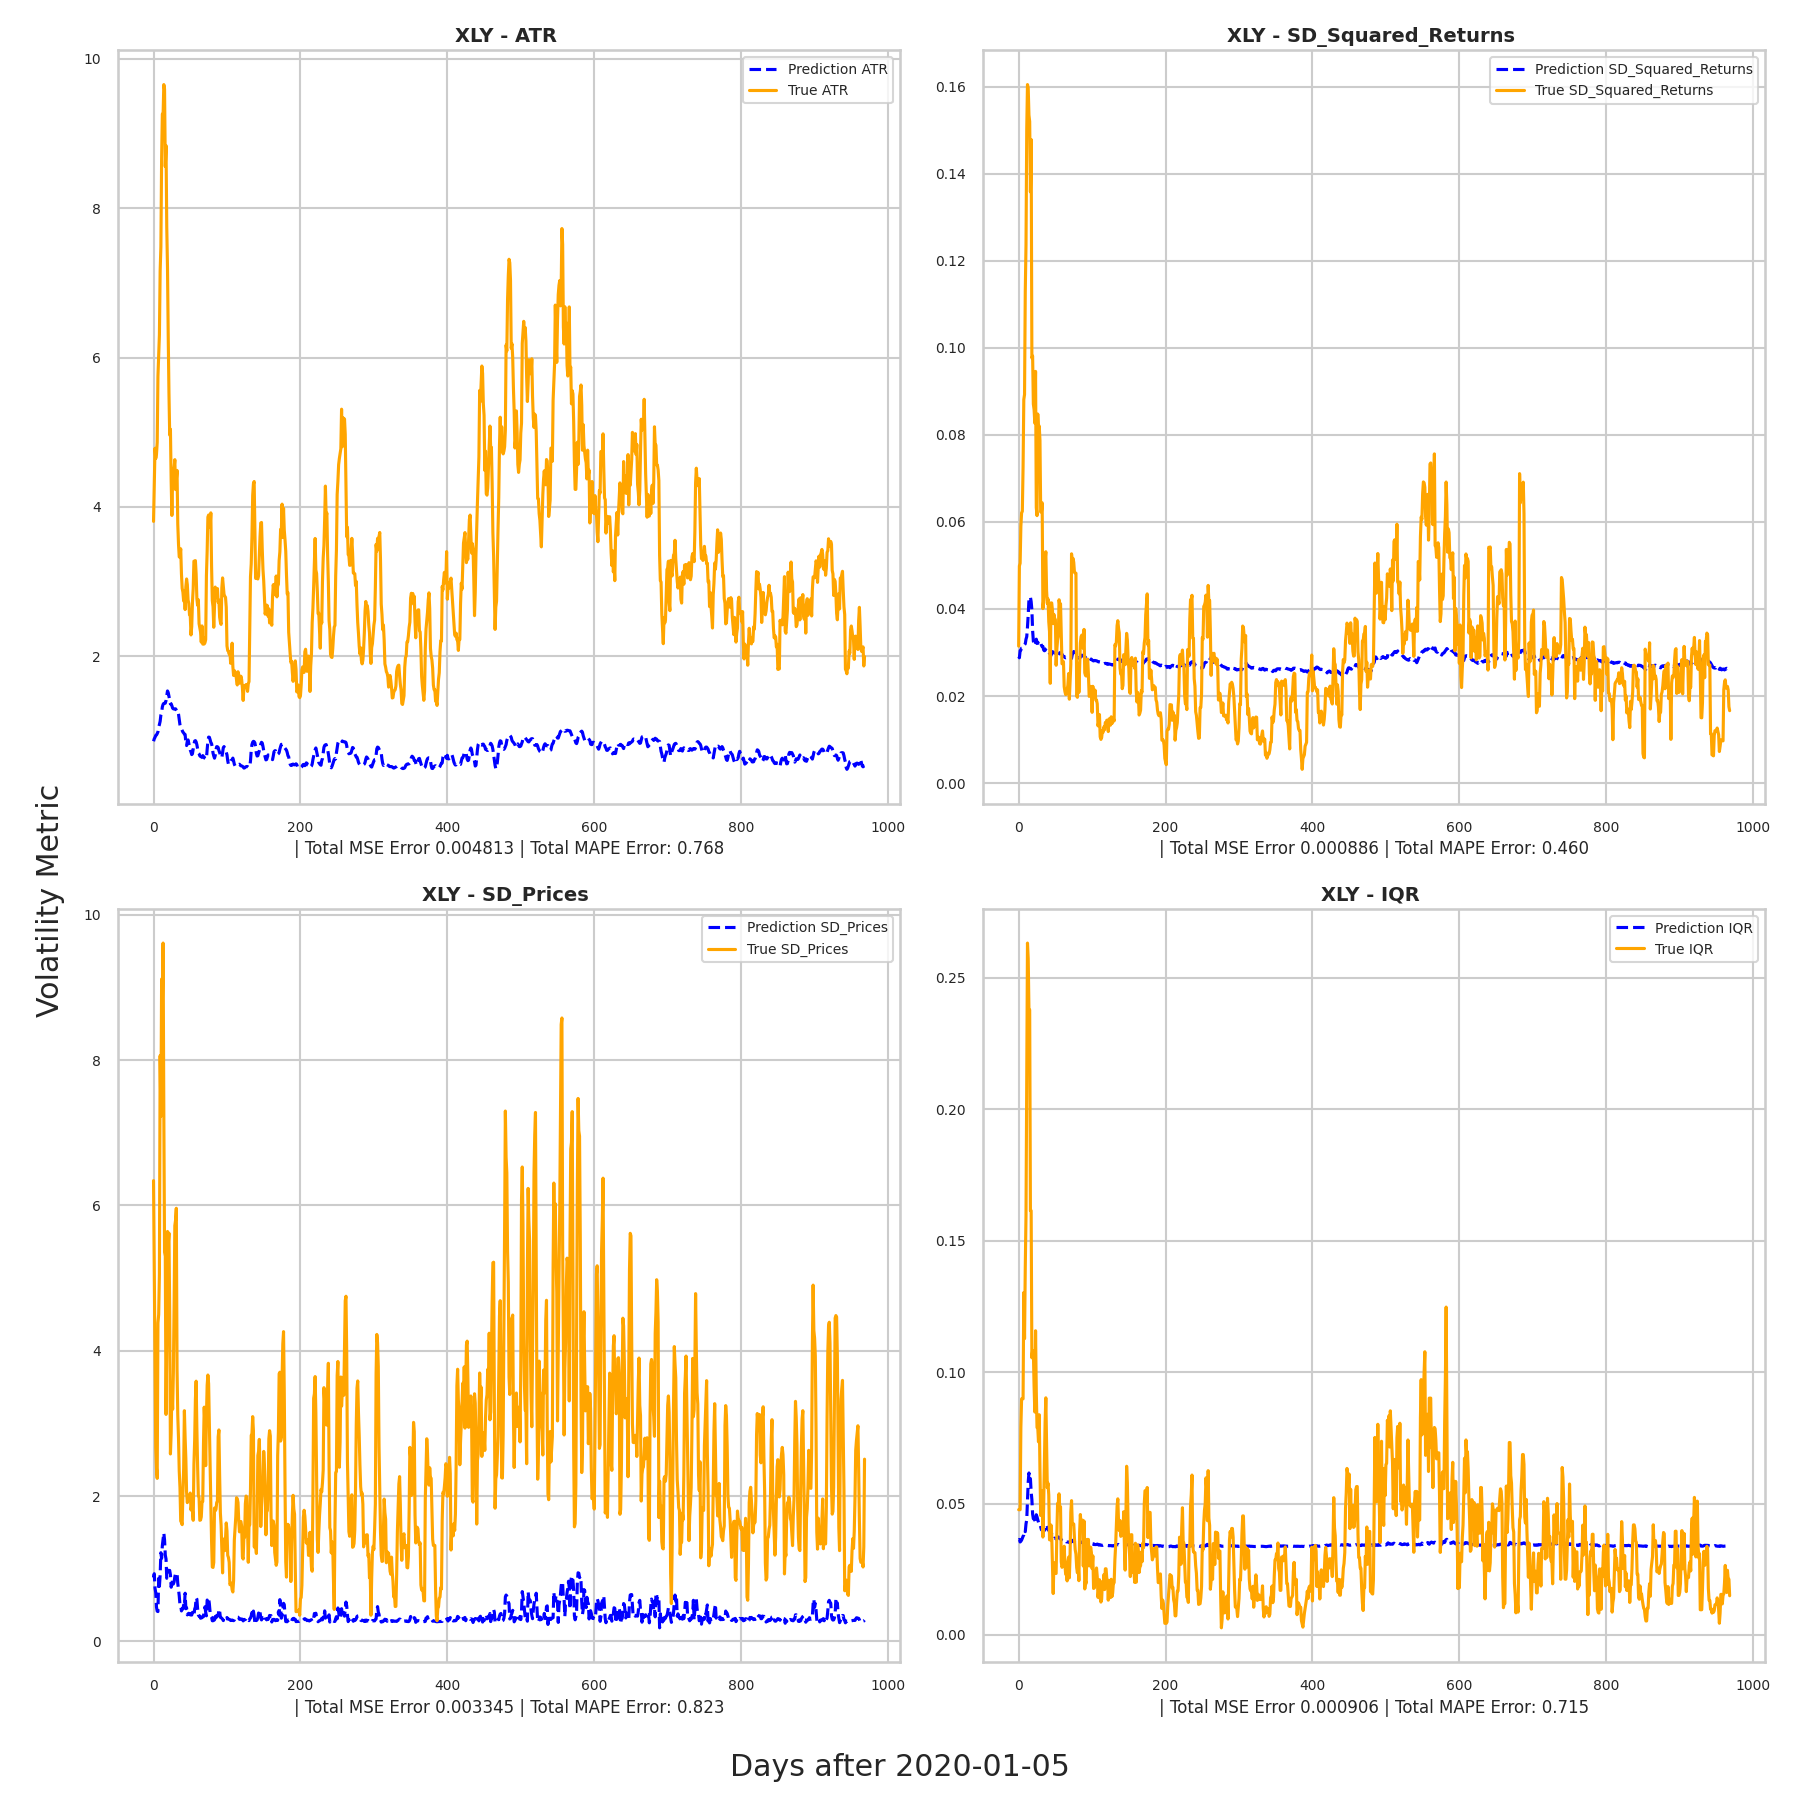 XLY - ATR
10
8
6
4
2
Prediction ATR
True ATR
0 200 400 600 800 1000
| Total MSE Error 0.004813 | Total MAPE Error: 0.768
XLY - SD_Squared_Returns
0.16
0.14
0.12
0.10
0.08
0.06
0.04
0.02
0.00
Prediction SD_Squared_Returns
True SD_Squared_Returns
0 200 400 600 800 1000
| Total MSE Error 0.000886 | Total MAPE Error: 0.460
Volatility Metric
XLY - SD_Prices
10
8
6
4
2
0
Prediction SD_Prices
True SD_Prices
0 200 400 600 800 1000
| Total MSE Error 0.003345 | Total MAPE Error: 0.823
XLY - IQR
0.25
0.20
0.15
0.10
0.05
0.00
Prediction IQR
True IQR
0 200 400 600 800 1000
| Total MSE Error 0.000906 | Total MAPE Error: 0.715
Days after 2020-01-05